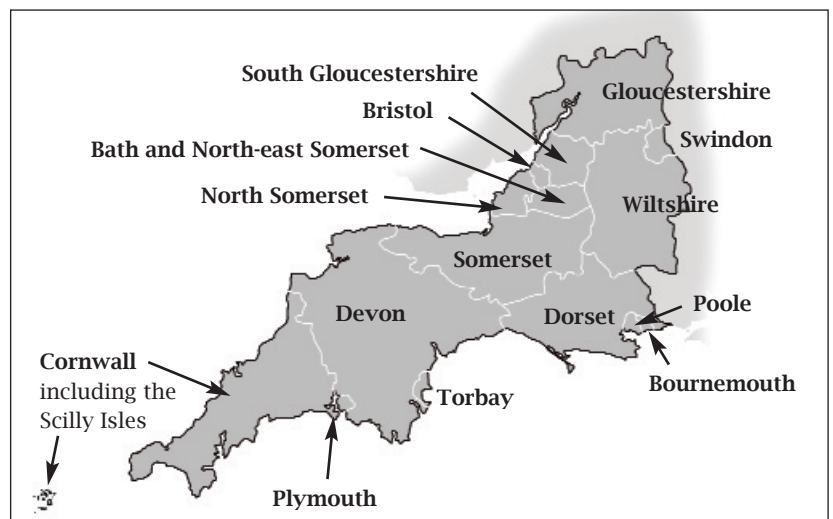 South Gloucestershire
Gloucestershire
Bristol
Swindon
Bath and North-east Somerset
North Somerset
Wiltshire
Somerset
Devon
Dorset
Poole
Cornwall
including the
Scilly Isles
Bournemouth
Torbay
Plymouth